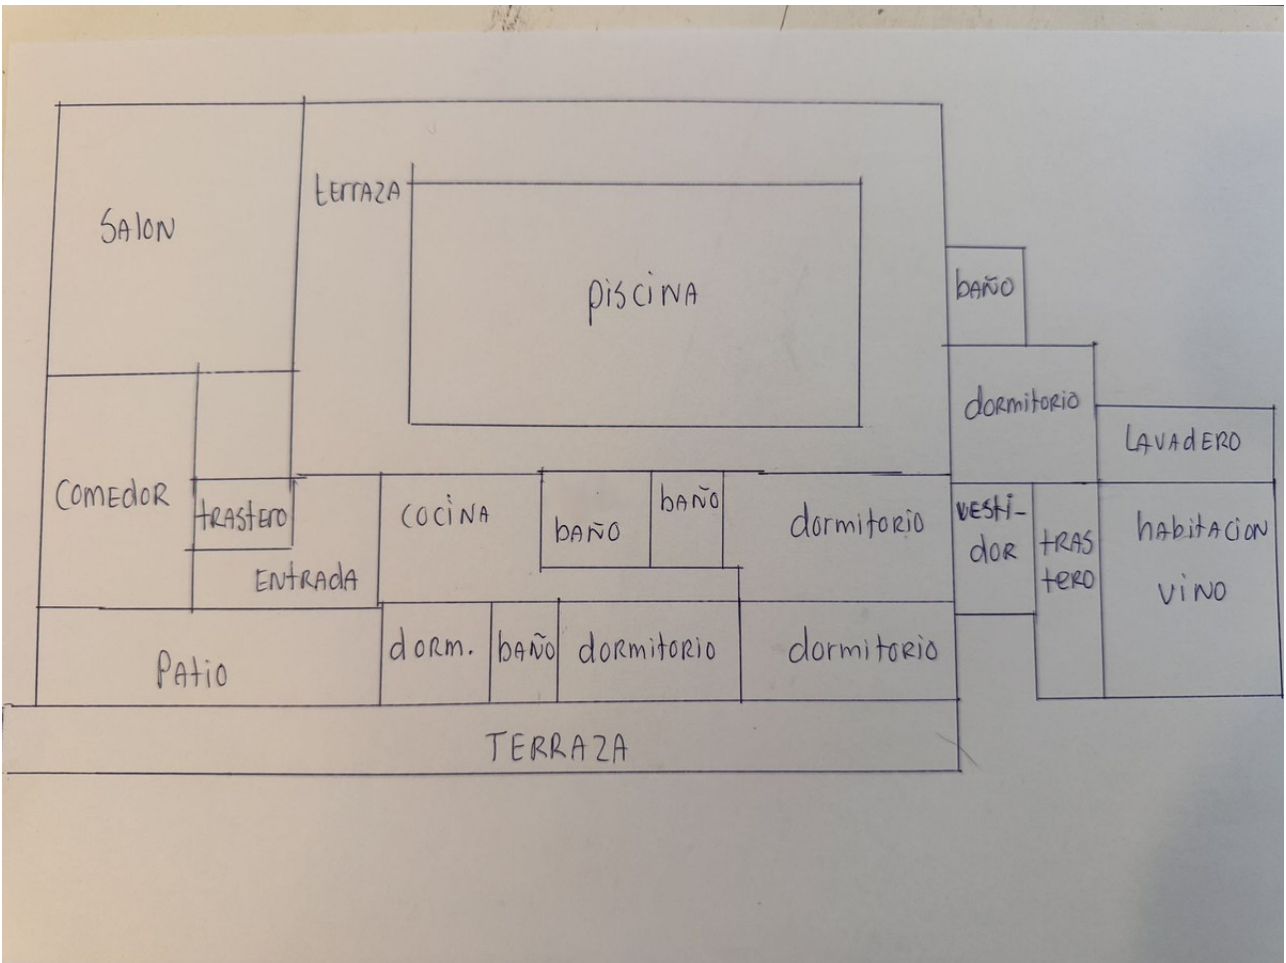 SAlON
tErrAZA
PiSCiNA
bAÑO
dORmitoRiO
LAVAdERO
COMEdOR
tRAStERO
ENtRAdA
COCiNA
bAÑO
bAÑO
dormitoRiO
VESti-
dOR
tRAS
tERO
hAbitACiON
ViNO
PAtiO
dORm.
bAÑO
dORmitoRiO
dormitoRiO
TERRAZA